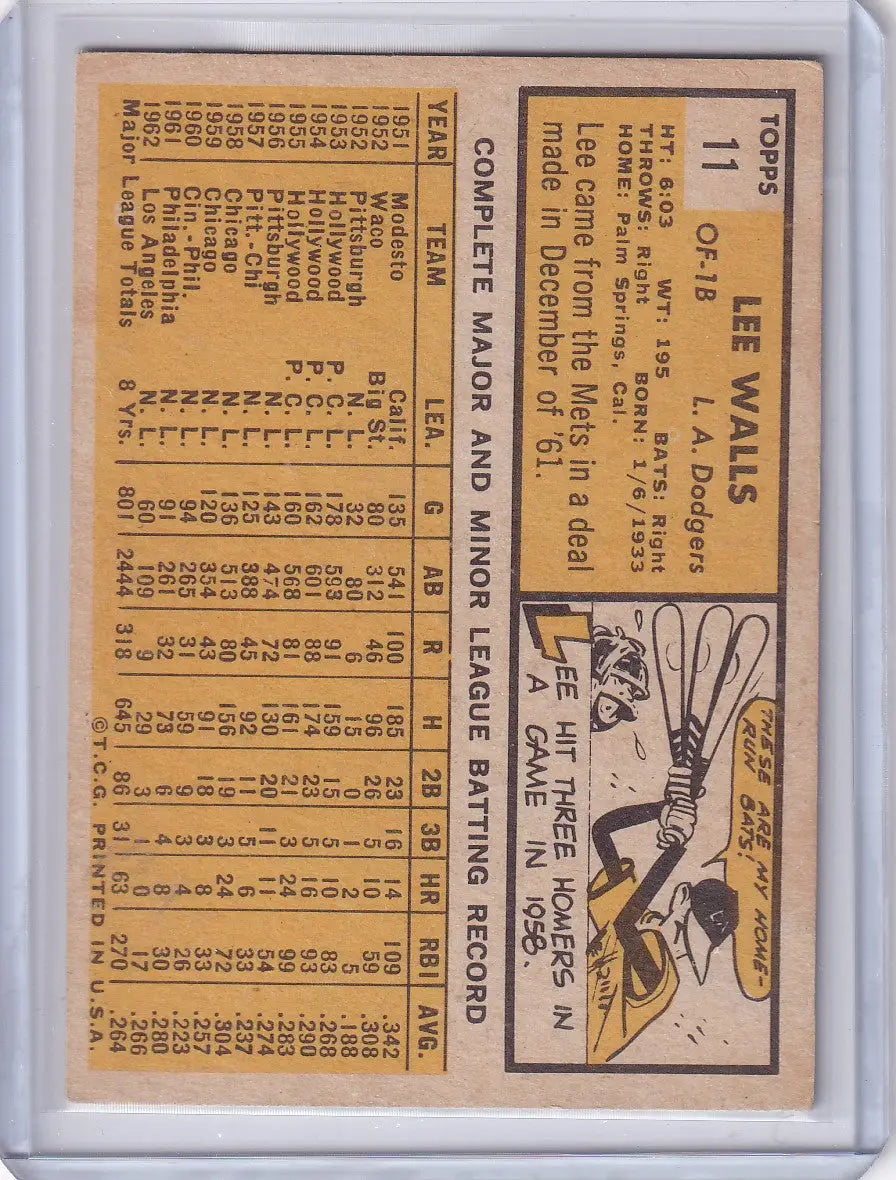 TOPPS
11
LEE WALLS
OF-1B L. A. Dodgers
HT: 6:03 WT: 195 BATS: Right
THROWS: Right BORN: 1/6/1933
HOME: Palm Springs, Cal.
Lee came from the Mets in a deal
made in December of '61.
THESE ARE MY HOME-
RUN BATS!
LA
LEE HIT THREE HOMERS IN
A GAME IN 1958.
COMPLETE MAJOR AND MINOR LEAGUE BATTING RECORD
YEAR TEAM LEA. G AB R H 2B 3B HR RBI AVG.
1951 Modesto Calif. 135 541 100 185 23 16 14 109 .342
1952 Waco Big St. 80 312 46 96 26 5 10 59 .308
1952 Pittsburgh N. L. 32 80 6 15 0 1 2 5 .188
1953 Hollywood P. C. L. 178 593 91 159 15 5 10 83 .268
1954 Hollywood P. C. L. 162 601 88 174 23 5 16 93 .290
1955 Hollywood P. C. L. 160 568 81 161 21 3 24 99 .283
1956 Pittsburgh N. L. 143 474 72 130 20 11 11 54 .274
1957 Pitt.-Chi N. L. 125 388 45 92 11 5 6 33 .237
1958 Chicago N. L. 136 513 80 156 19 3 24 72 .304
1959 Chicago N. L. 120 354 43 91 18 3 8 33 .257
1960 Cin.-Phil. N. L. 94 265 31 59 9 3 4 26 .223
1961 Philadelphia N. L. 91 261 32 73 6 4 8 30 .280
1962 Los Angeles N. L. 60 109 9 29 3 1 0 17 .266
Major League Totals 8 Yrs. 801 2444 318 645 86 31 63 270 .264
©T.C.G. PRINTED IN U.S.A.